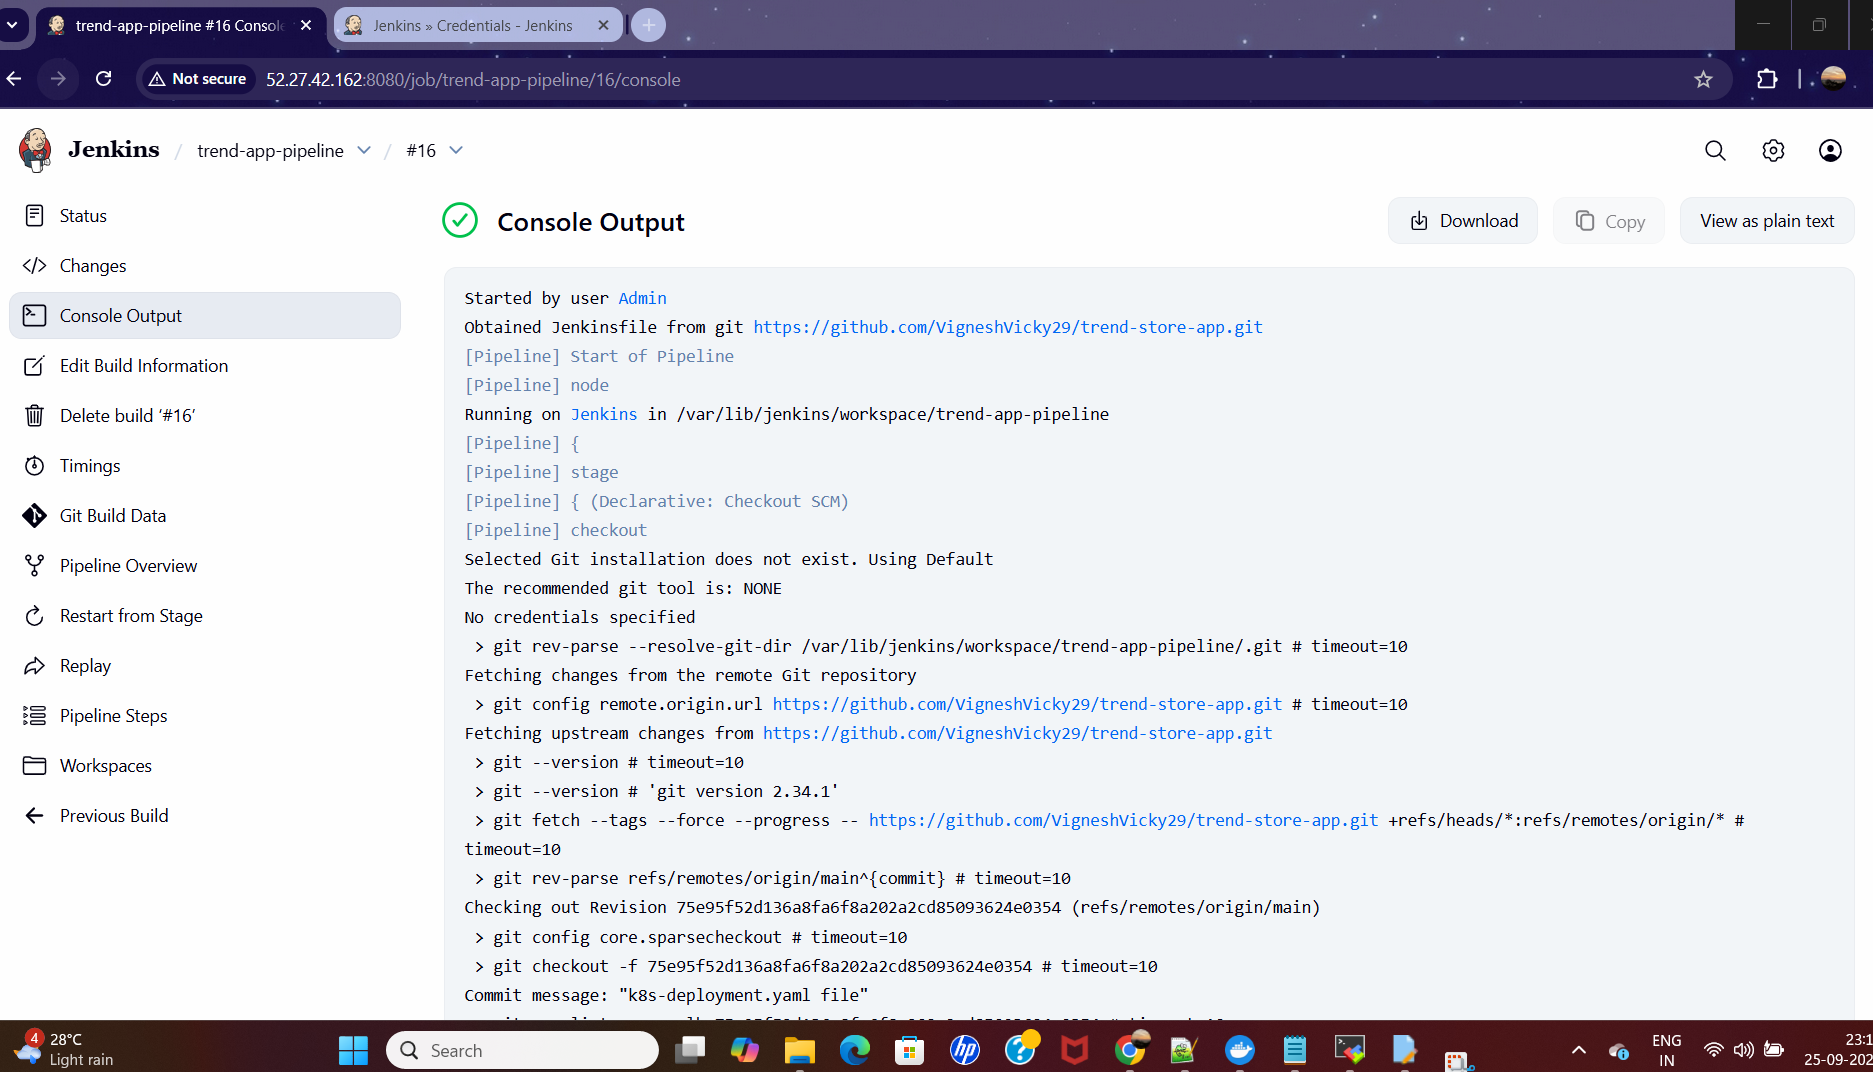 trend-app-pipeline #16 Console
Jenkins » Credentials - Jenkins
Not secure
52.27.42.162:8080/job/trend-app-pipeline/16/console
Jenkins / trend-app-pipeline / #16
Status
Changes
Console Output
Edit Build Information
Delete build ‘#16’
Timings
Git Build Data
Pipeline Overview
Restart from Stage
Replay
Pipeline Steps
Workspaces
Previous Build
Console Output
Download
Copy
View as plain text
Started by user Admin
Obtained Jenkinsfile from git https://github.com/VigneshVicky29/trend-store-app.git
[Pipeline] Start of Pipeline
[Pipeline] node
Running on Jenkins in /var/lib/jenkins/workspace/trend-app-pipeline
[Pipeline] {
[Pipeline] stage
[Pipeline] { (Declarative: Checkout SCM)
[Pipeline] checkout
Selected Git installation does not exist. Using Default
The recommended git tool is: NONE
No credentials specified
> git rev-parse --resolve-git-dir /var/lib/jenkins/workspace/trend-app-pipeline/.git # timeout=10
Fetching changes from the remote Git repository
> git config remote.origin.url https://github.com/VigneshVicky29/trend-store-app.git # timeout=10
Fetching upstream changes from https://github.com/VigneshVicky29/trend-store-app.git
> git --version # timeout=10
> git --version # 'git version 2.34.1'
> git fetch --tags --force --progress -- https://github.com/VigneshVicky29/trend-store-app.git +refs/heads/*:refs/remotes/origin/* #
timeout=10
> git rev-parse refs/remotes/origin/main^{commit} # timeout=10
Checking out Revision 75e95f52d136a8fa6f8a202a2cd85093624e0354 (refs/remotes/origin/main)
> git config core.sparsecheckout # timeout=10
> git checkout -f 75e95f52d136a8fa6f8a202a2cd85093624e0354 # timeout=10
Commit message: "k8s-deployment.yaml file"
4
28°C
Light rain
Search
hp
ENG
IN
23:1
25-09-202